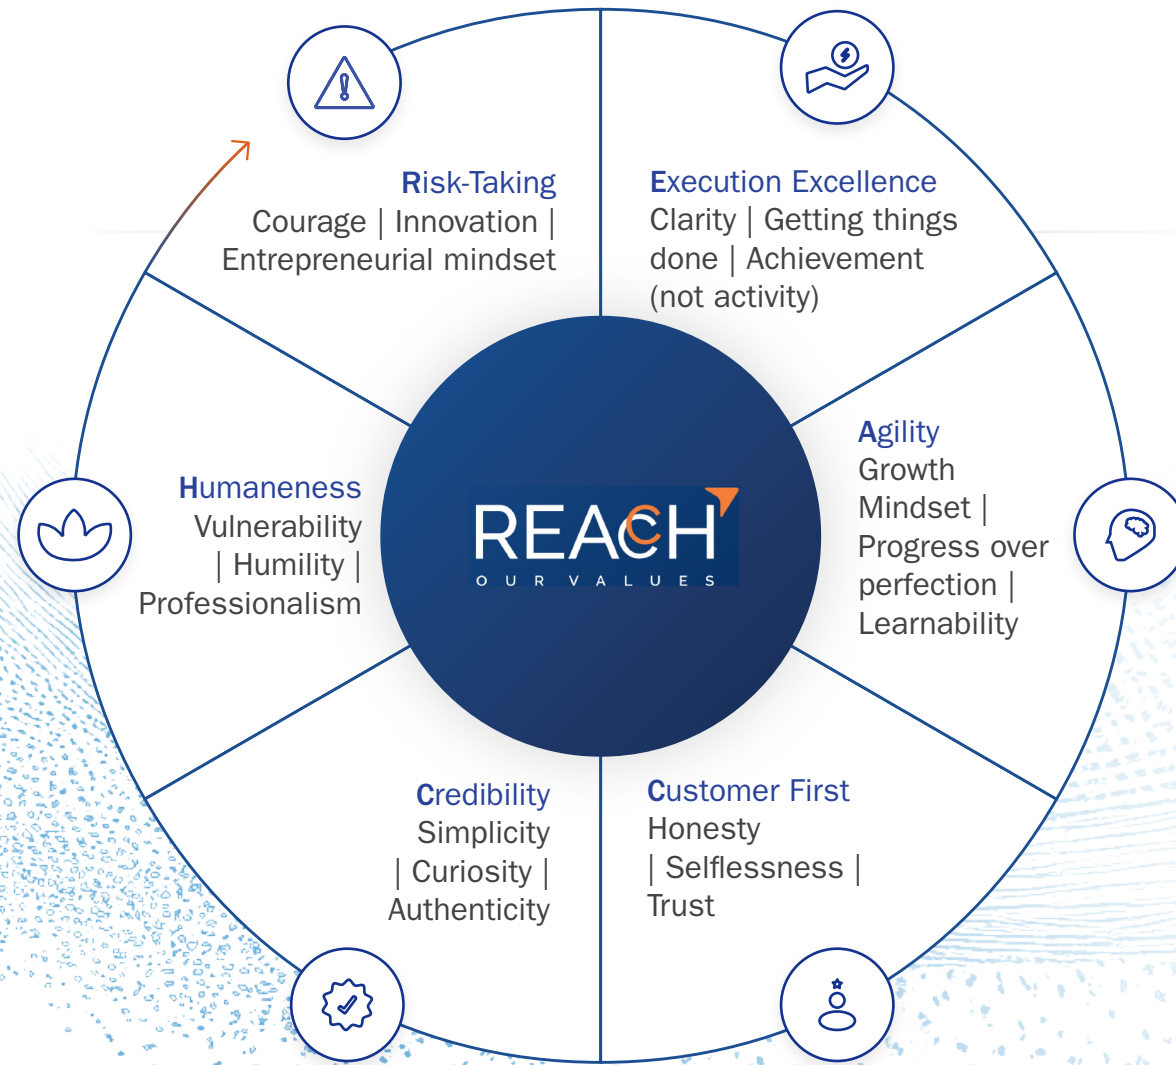 Risk-Taking
Courage | Innovation |
Entrepreneurial mindset
Execution Excellence
Clarity | Getting things
done | Achievement
(not activity)
Agility
Growth
Mindset |
Progress over
perfection |
Learnability
Customer First
Honesty
| Selflessness |
Trust
Credibility
Simplicity
| Curiosity |
Authenticity
Humaneness
Vulnerability
| Humility |
Professionalism
REACCH
OUR VALUES